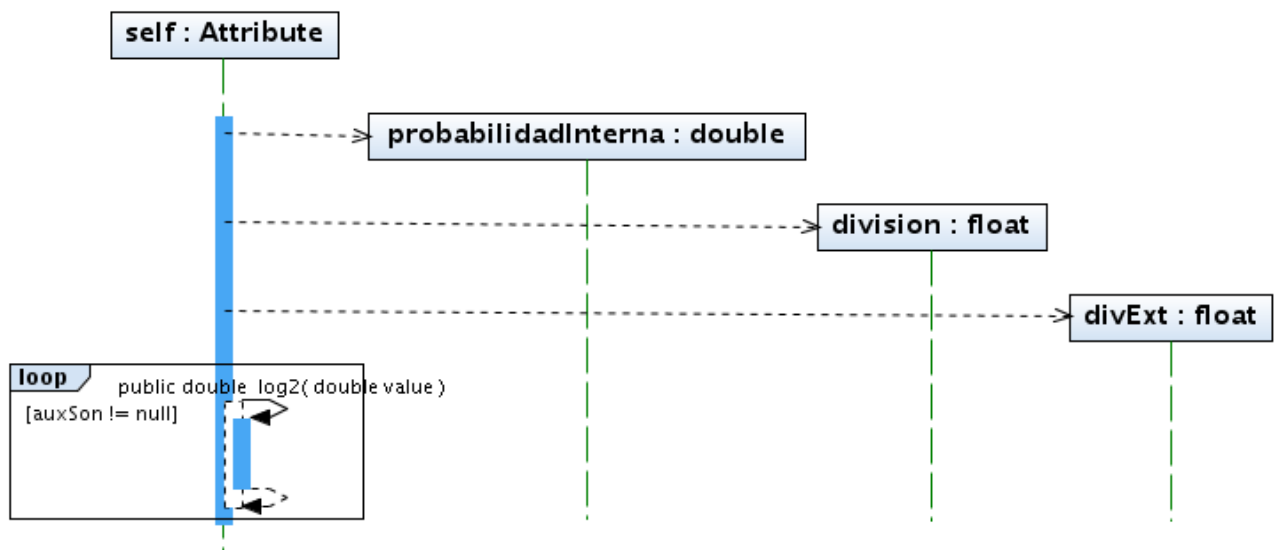 self : Attribute
probabilidadInterna : double
division : float
divExt : float
loop
public double log2( double value )
[auxSon != null]